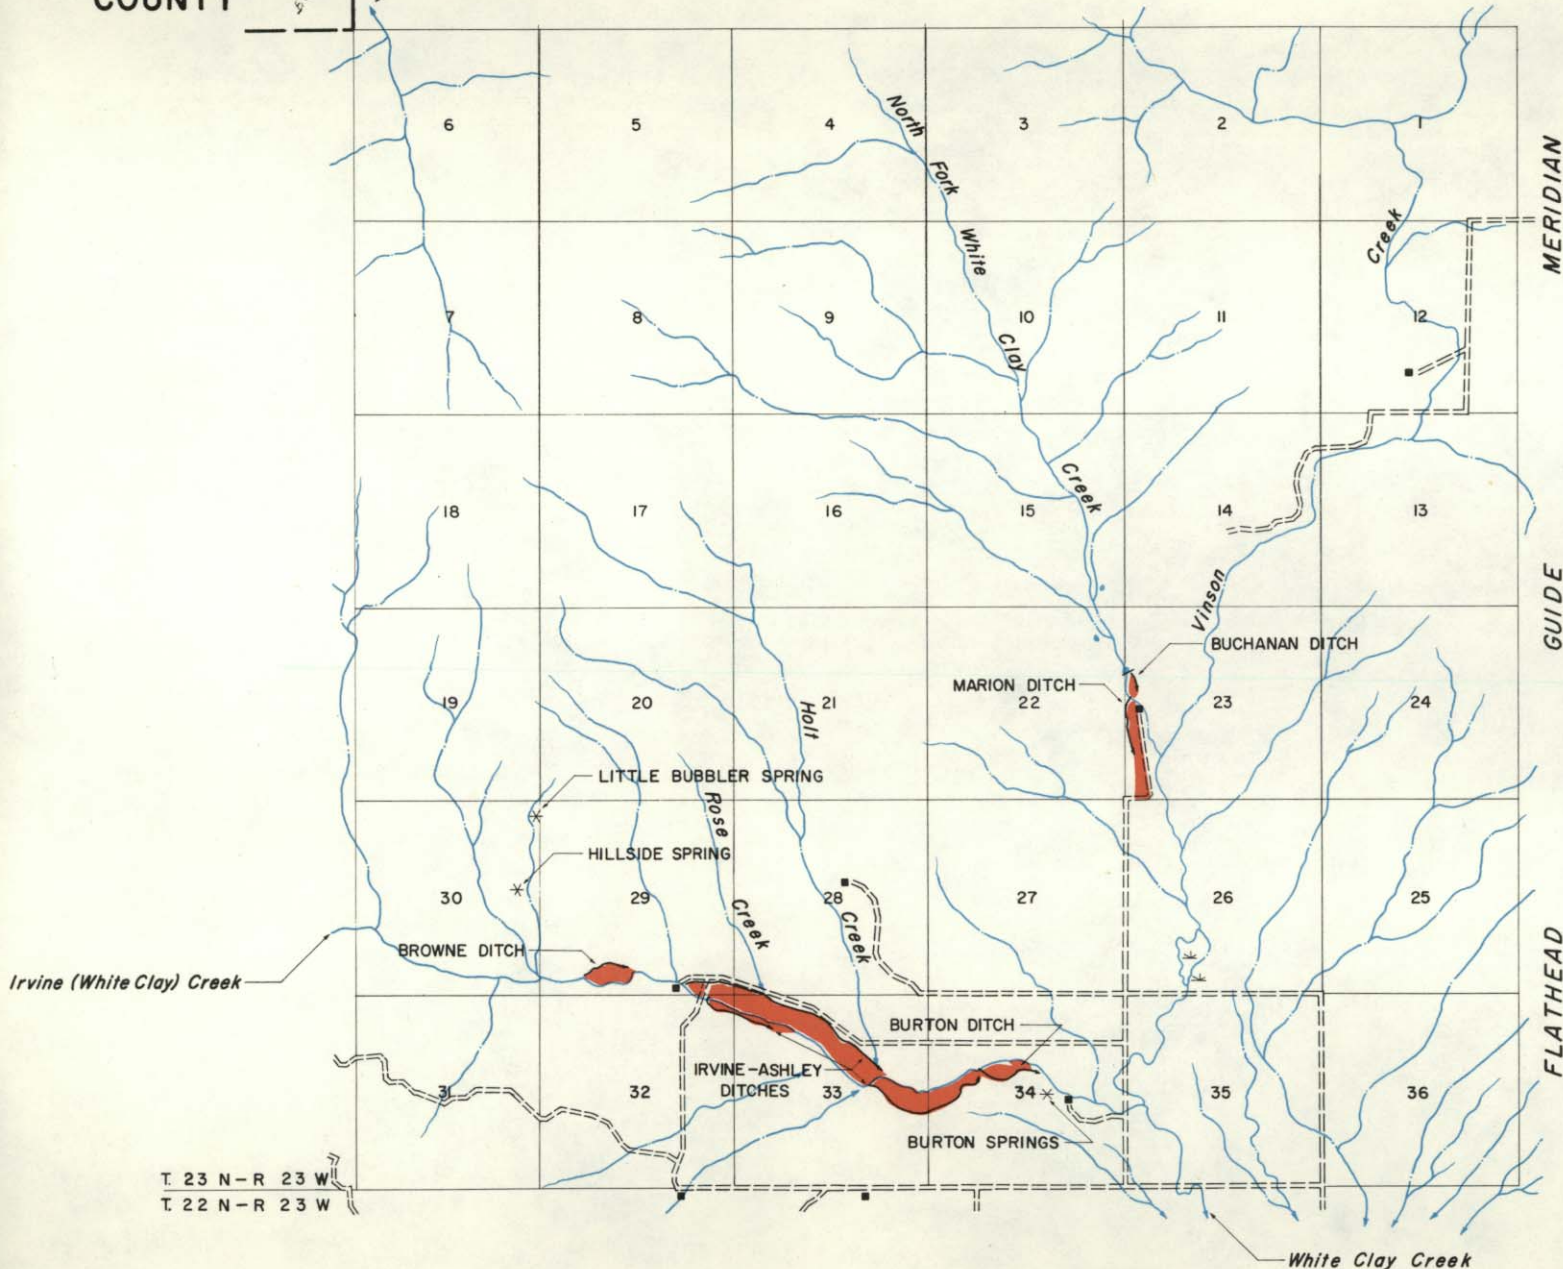 COUNTY
6 5 4 3 2 1
North Fork White Clay Creek
7 8 9 10 11 12
Creek
18 17 16 15 14 13
Vinson
BUCHANAN DITCH
MARION DITCH
19 20 21 22 23 24
Holt
LITTLE BUBBLER SPRING
Rose
HILLSIDE SPRING
30 29 28 27 26 25
Creek
Creek
BROWNE DITCH
Irvine (White Clay) Creek
BURTON DITCH
IRVINE-ASHLEY
DITCHES
31 32 33 34 35 36
BURTON SPRINGS
T. 23 N-R 23 W
T. 22 N-R 23 W
White Clay Creek
MERIDIAN
GUIDE
FLATHEAD